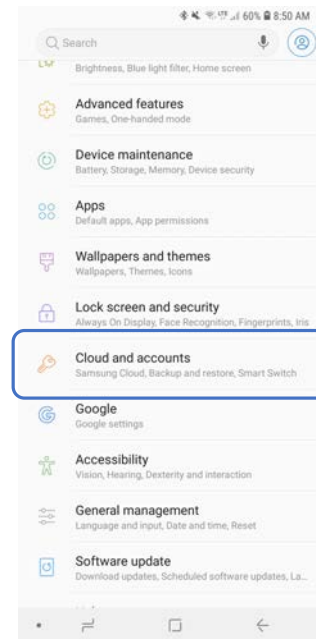 60% 8:50 AM
Search
Brightness, Blue light filter, Home screen
Advanced features
Games, One-handed mode
Device maintenance
Battery, Storage, Memory, Device security
Apps
Default apps, App permissions
Wallpapers and themes
Wallpapers, Themes, Icons
Lock screen and security
Always On Display, Face Recognition, Fingerprints, Iris
Cloud and accounts
Samsung Cloud, Backup and restore, Smart Switch
Google
Google settings
Accessibility
Vision, Hearing, Dexterity and interaction
General management
Language and input, Date and time, Reset
Software update
Download updates, Scheduled software updates, La...